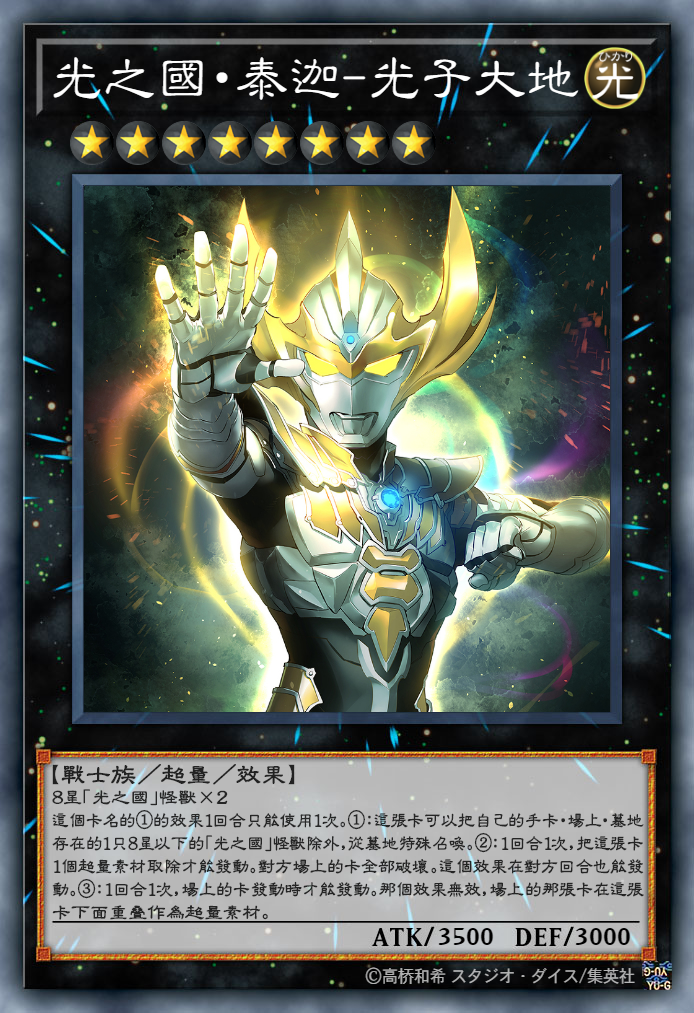 光之國・泰迦-光子大地
ひかり
光
【戰士族／超量／效果】
8星「光之國」怪獸×2
這個卡名的①的效果1回合只能使用1次。①：這張卡可以把自己的手卡・場上・墓地
存在的1只8星以下的「光之國」怪獸除外，從墓地特殊召喚。②：1回合1次，把這張卡
1個超量素材取除才能發動。對方場上的卡全部破壞。這個效果在對方回合也能發
動。③：1回合1次，場上的卡發動時才能發動。那個效果無效，場上的那張卡在這張
卡下面重疊作為超量素材。
ATK/3500 DEF/3000
©高桥和希 スタジオ・ダイス/集英社
YU-G
YU-G